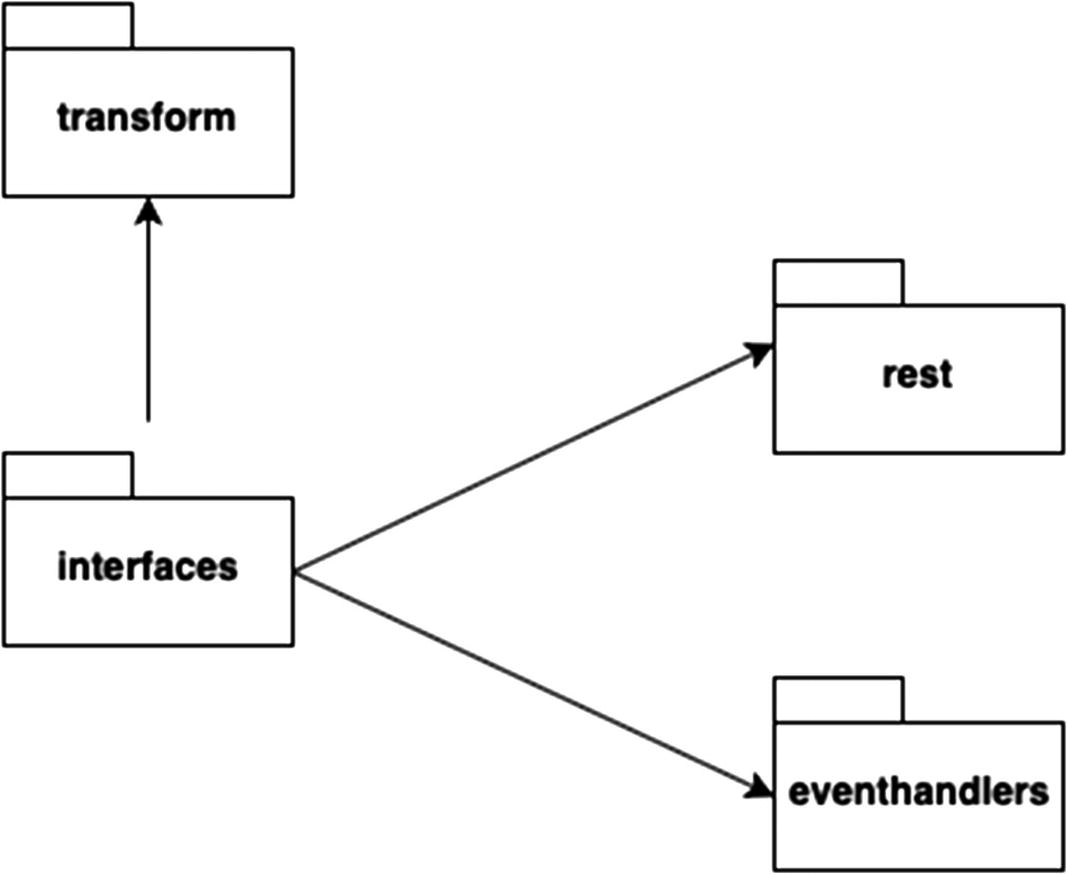 transform
rest
interfaces
eventhandlers